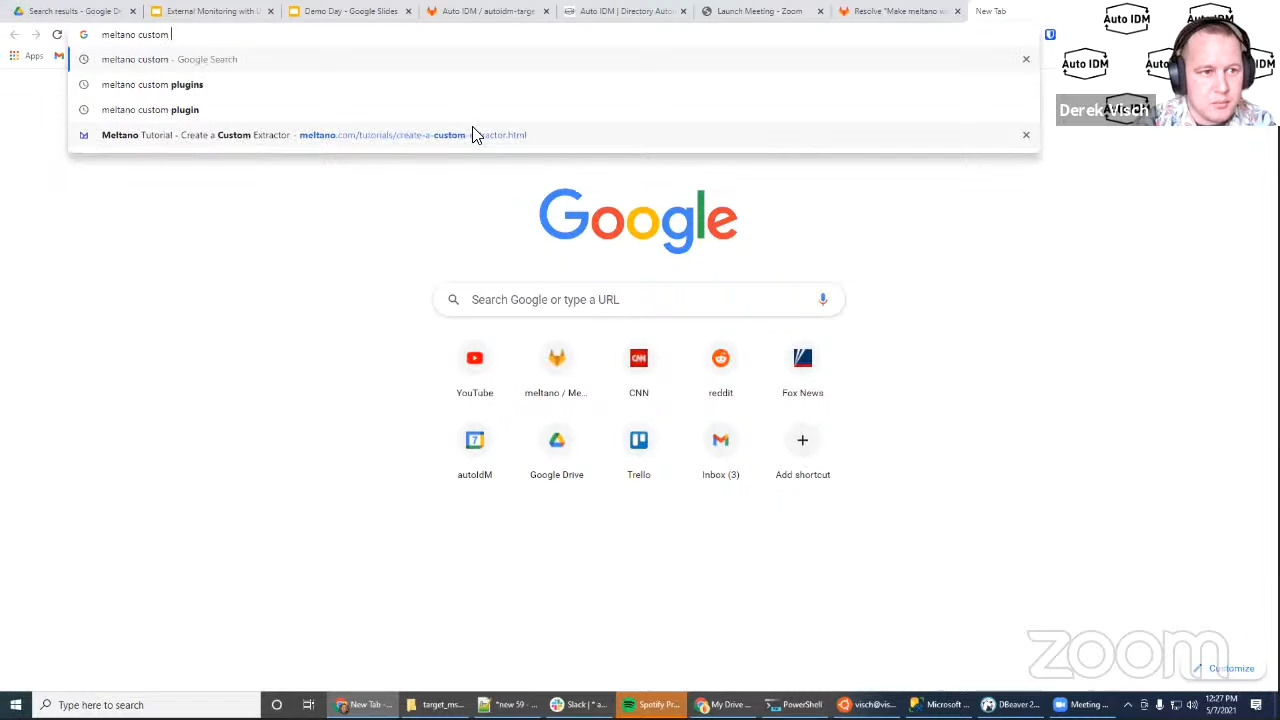 Search results - Google D
External Monitoring with U
Demo Day - Google Slides
Auto IDM / autoidm-targe
Auto IDM | Directory Auto
Launch Meeting - Zoom
Resolve "Make meltano w
New Tab
meltano custom
Apps
meltano custom - Google Search
meltano custom plugins
meltano custom plugin
Meltano Tutorial - Create a Custom Extractor - meltano.com/tutorials/create-a-custom-extractor.html
Auto IDM
Auto IDM
IDM
Derek Visch
Google
Search Google or type a URL
YouTube
meltano / Me...
CNN
reddit
Fox News
7
autoIdM
Google Drive
Trello
Inbox (3)
Add shortcut
zoom
Customize
Type here to search
New Tab - ...
target_ms...
*new 59 - ...
Slack | * a...
Spotify Pr...
My Drive ...
PowerShell
visch@vi...
Microsoft ...
DBeaver 2...
Meeting ...
12:27 PM
5/7/2021